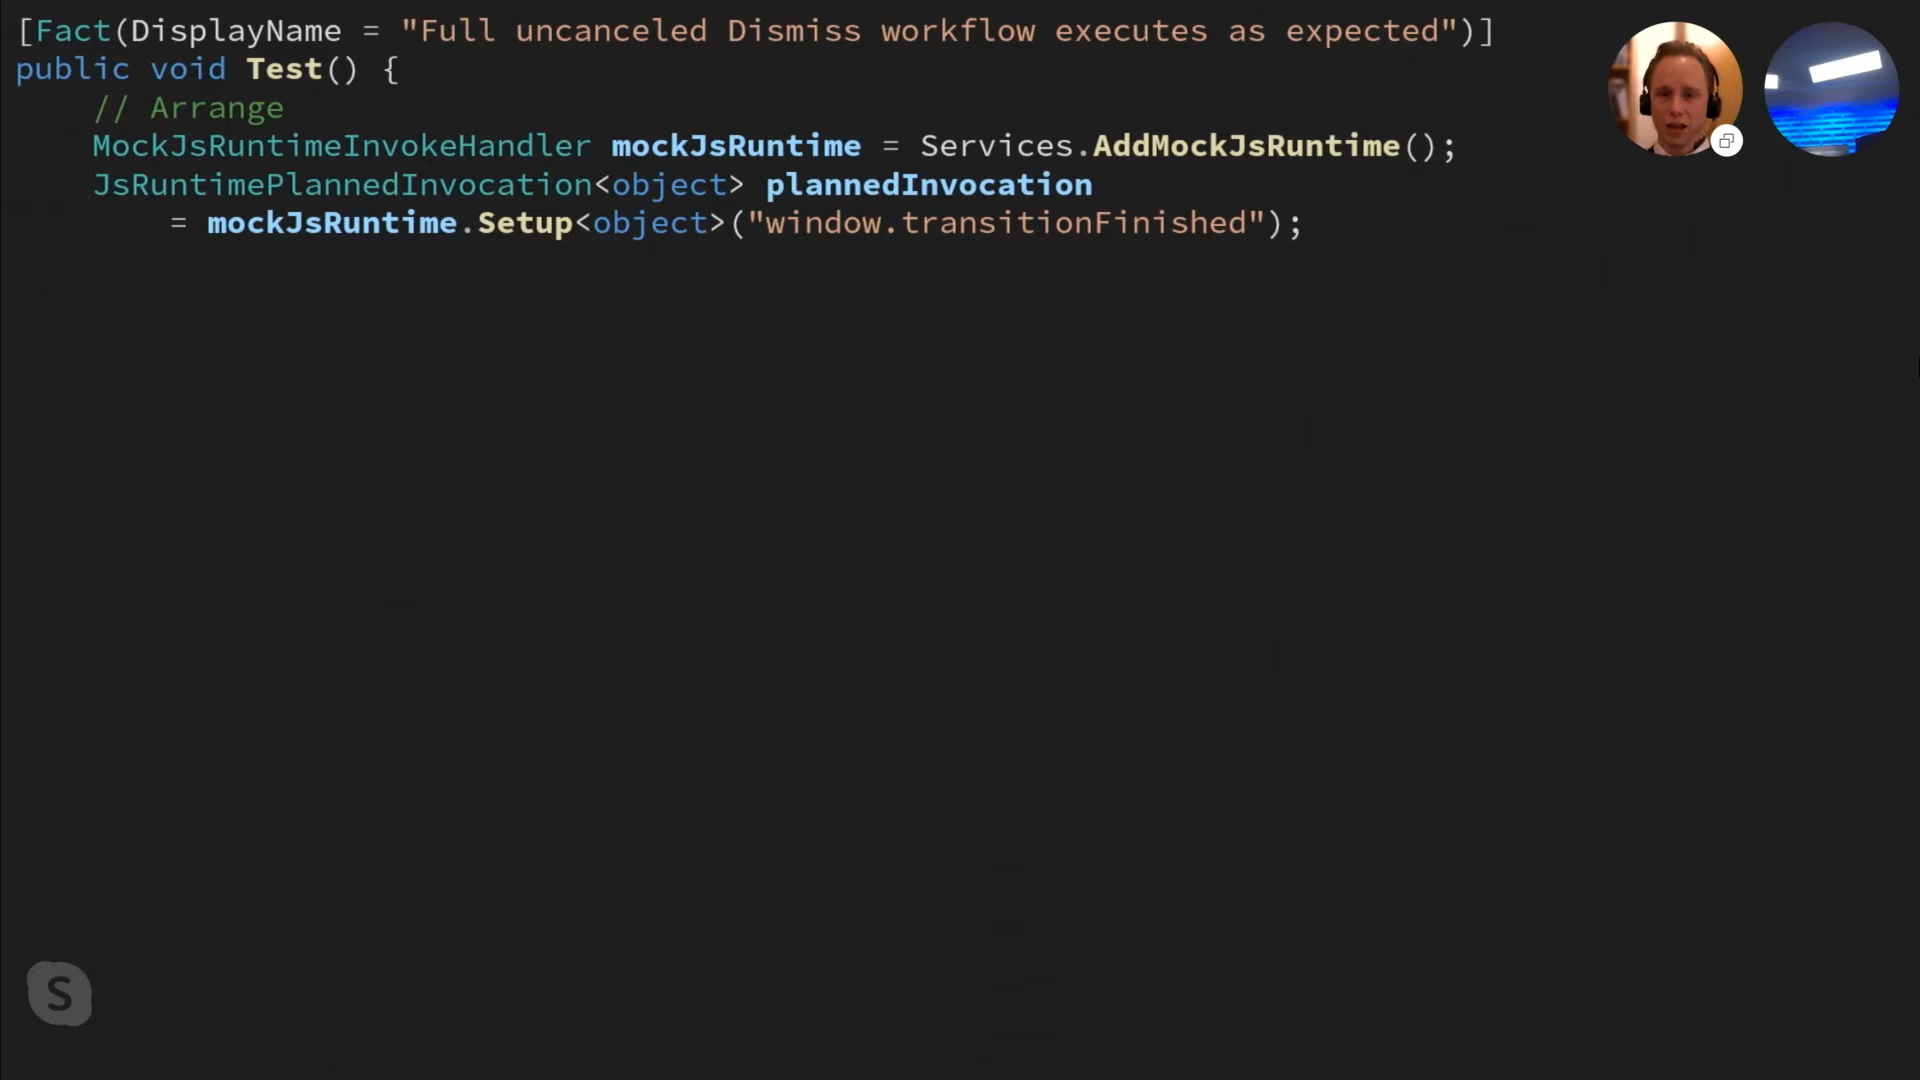 [Fact(DisplayName = "Full uncanceled Dismiss workflow executes as expected")]
public void Test() {
// Arrange
MockJsRuntimeInvokeHandler mockJsRuntime = Services.AddMockJsRuntime();
JsRuntimePlannedInvocation<object> plannedInvocation
= mockJsRuntime.Setup<object>("window.transitionFinished");
S